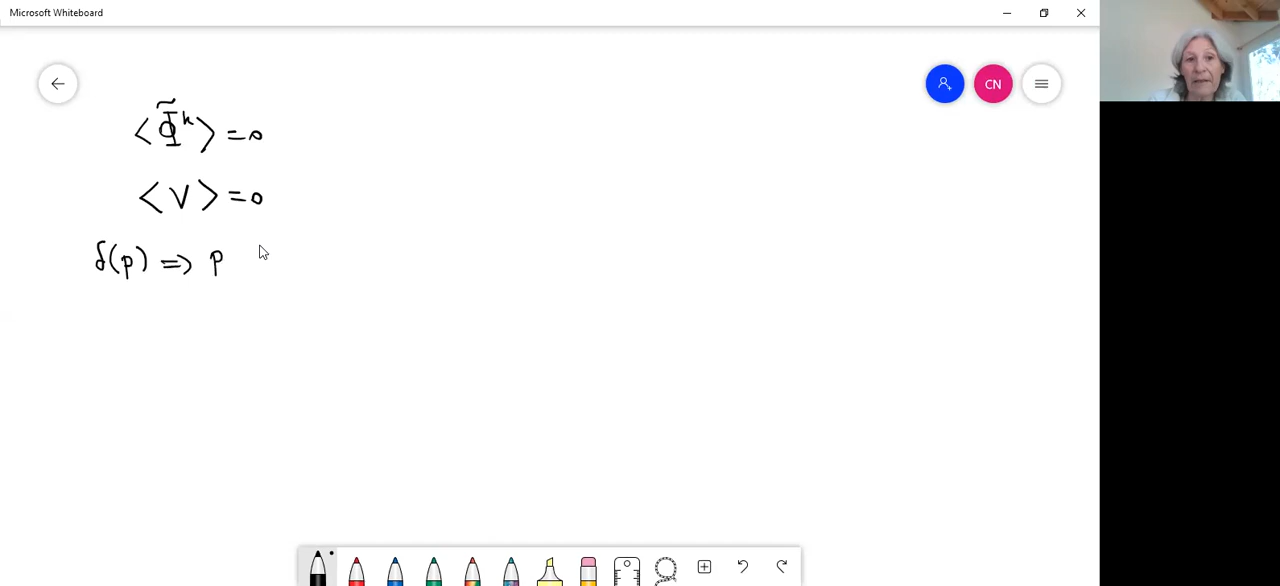 Microsoft Whiteboard
CN
⟨Φ̃ⁿ⟩ = 0
⟨V⟩ = 0
δ(p) ⇒ p